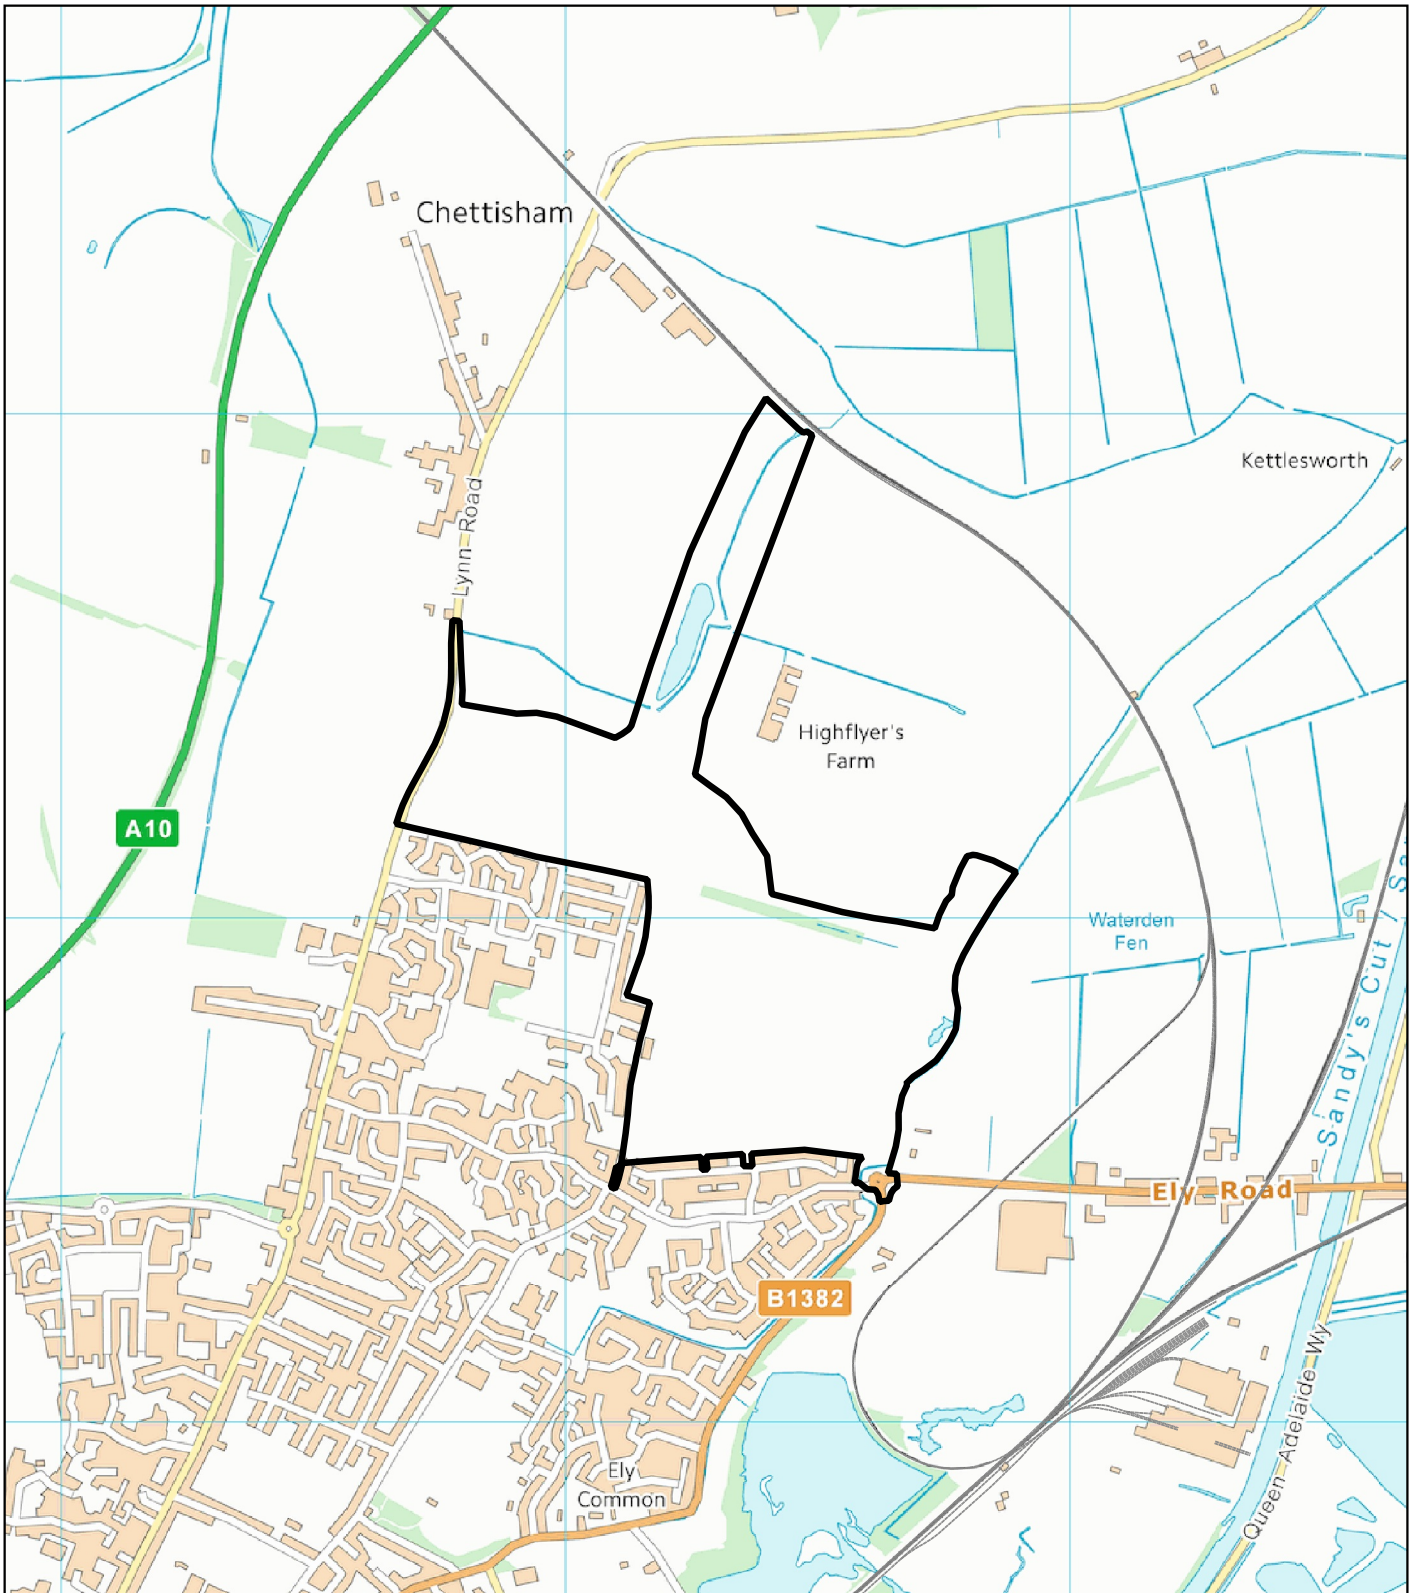 Chettisham
Kettlesworth
Lynn Road
Highflyer's
Farm
A10
Waterden
Fen
Sandy's Cut / Sa
Ely Road
B1382
Queen Adelaide Wy
Ely
Common